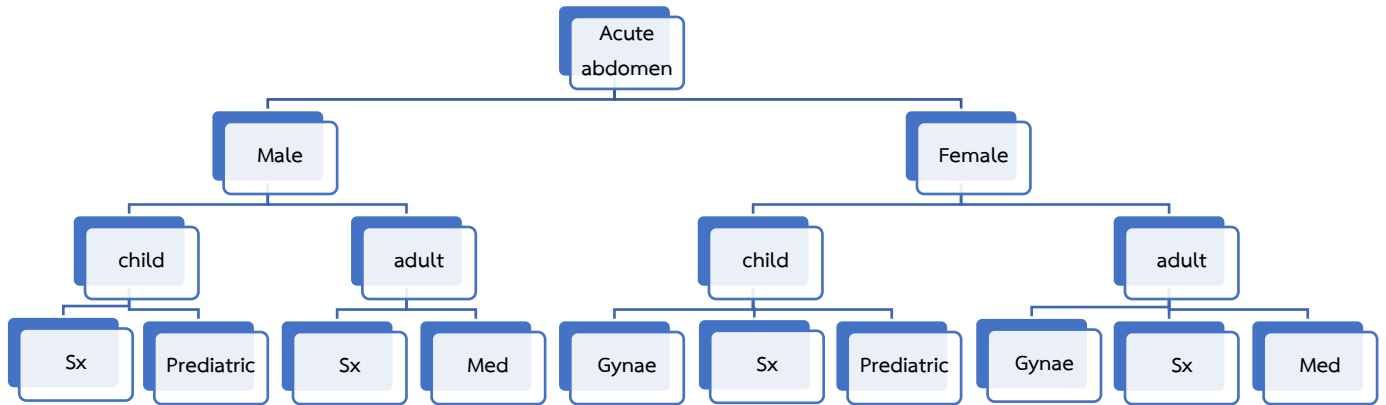 Acute
abdomen
Male
Female
child
adult
child
adult
Sx
Prediatric
Sx
Med
Gynae
Sx
Prediatric
Gynae
Sx
Med